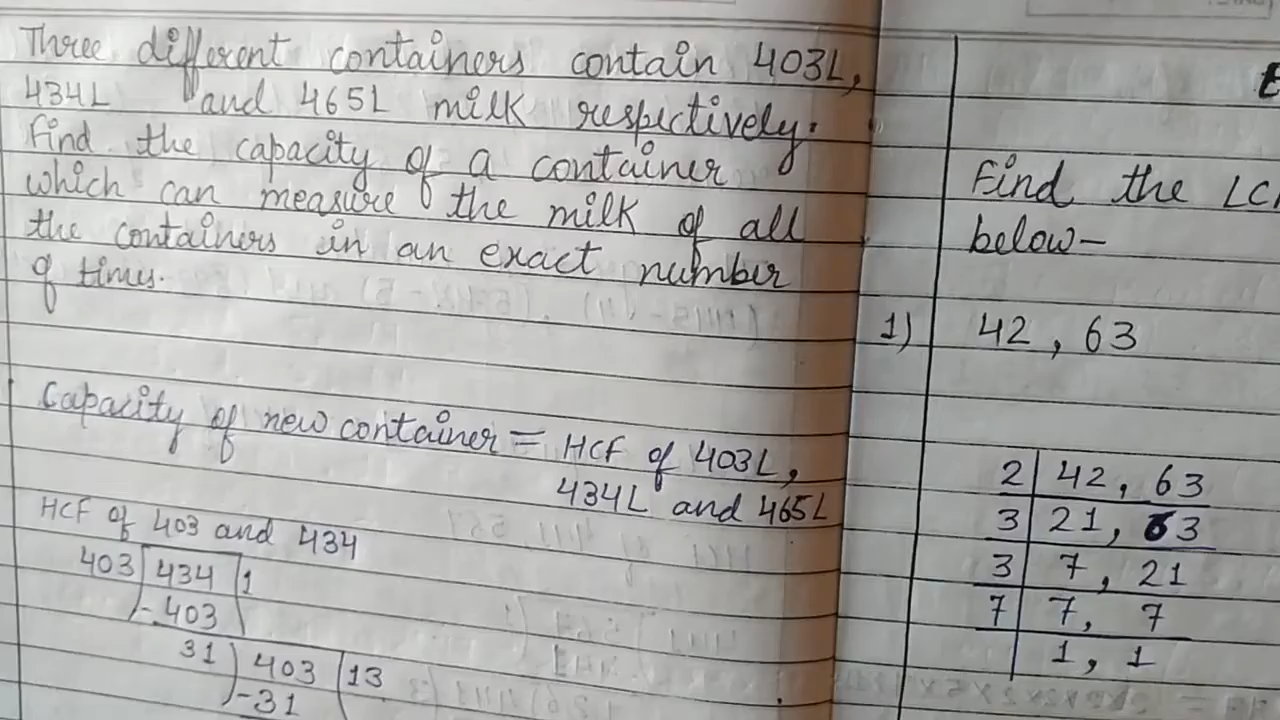 Three different containers contain 403L,
434L and 465L milk respectively.
Find the capacity of a container
which can measure the milk of all
the containers in an exact number
of times.
Capacity of new container = HCF of 403L,
434L and 465L
HCF of 403 and 434
403 434 1
- 403
31 403 13
- 31
Find the LC
below-
1) 42 , 63
2 42 , 63
3 21 , 63
3 7 , 21
7 7 , 7
1 , 1